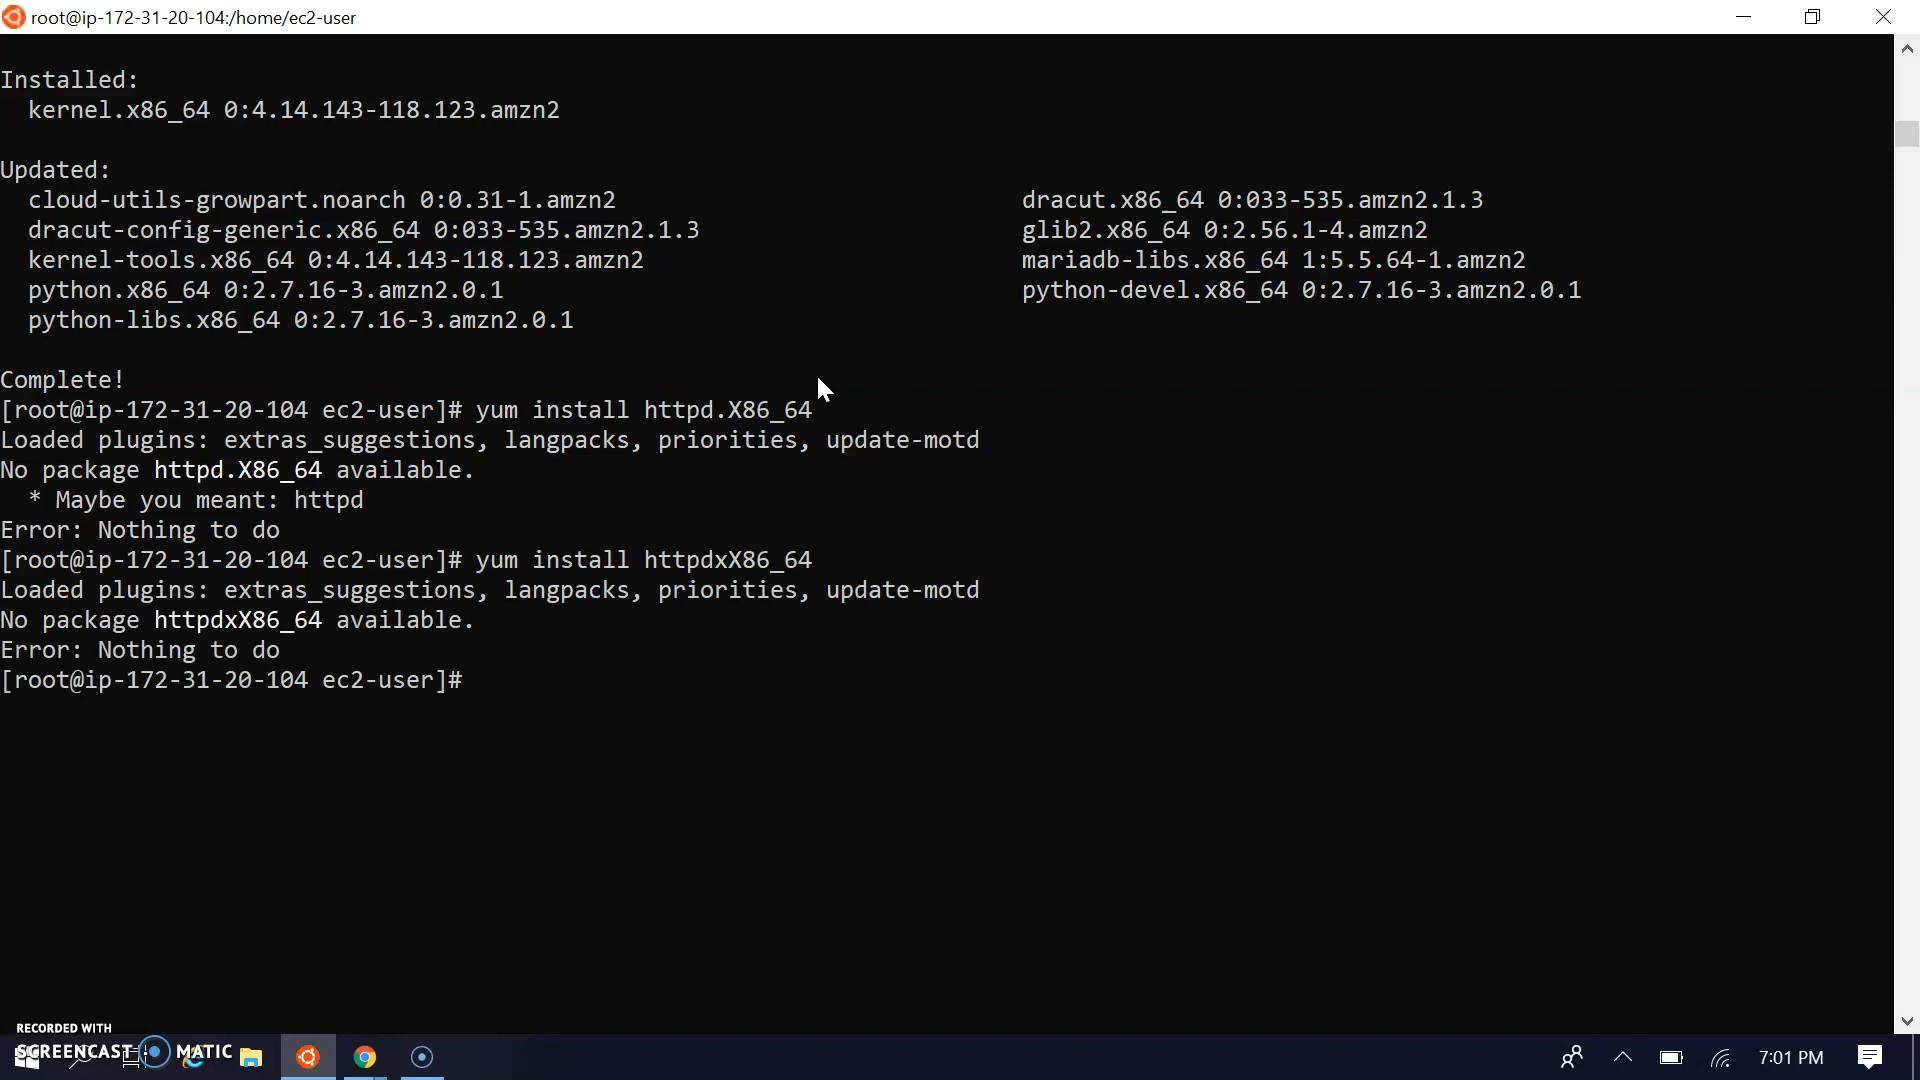 root@ip-172-31-20-104:/home/ec2-user
Installed:
kernel.x86_64 0:4.14.143-118.123.amzn2
Updated:
cloud-utils-growpart.noarch 0:0.31-1.amzn2 dracut.x86_64 0:033-535.amzn2.1.3
dracut-config-generic.x86_64 0:033-535.amzn2.1.3 glib2.x86_64 0:2.56.1-4.amzn2
kernel-tools.x86_64 0:4.14.143-118.123.amzn2 mariadb-libs.x86_64 1:5.5.64-1.amzn2
python.x86_64 0:2.7.16-3.amzn2.0.1 python-devel.x86_64 0:2.7.16-3.amzn2.0.1
python-libs.x86_64 0:2.7.16-3.amzn2.0.1
Complete!
[root@ip-172-31-20-104 ec2-user]# yum install httpd.X86_64
Loaded plugins: extras_suggestions, langpacks, priorities, update-motd
No package httpd.X86_64 available.
* Maybe you meant: httpd
Error: Nothing to do
[root@ip-172-31-20-104 ec2-user]# yum install httpdxX86_64
Loaded plugins: extras_suggestions, langpacks, priorities, update-motd
No package httpdxX86_64 available.
Error: Nothing to do
[root@ip-172-31-20-104 ec2-user]#
RECORDED WITH
SCREENCAST MATIC
7:01 PM